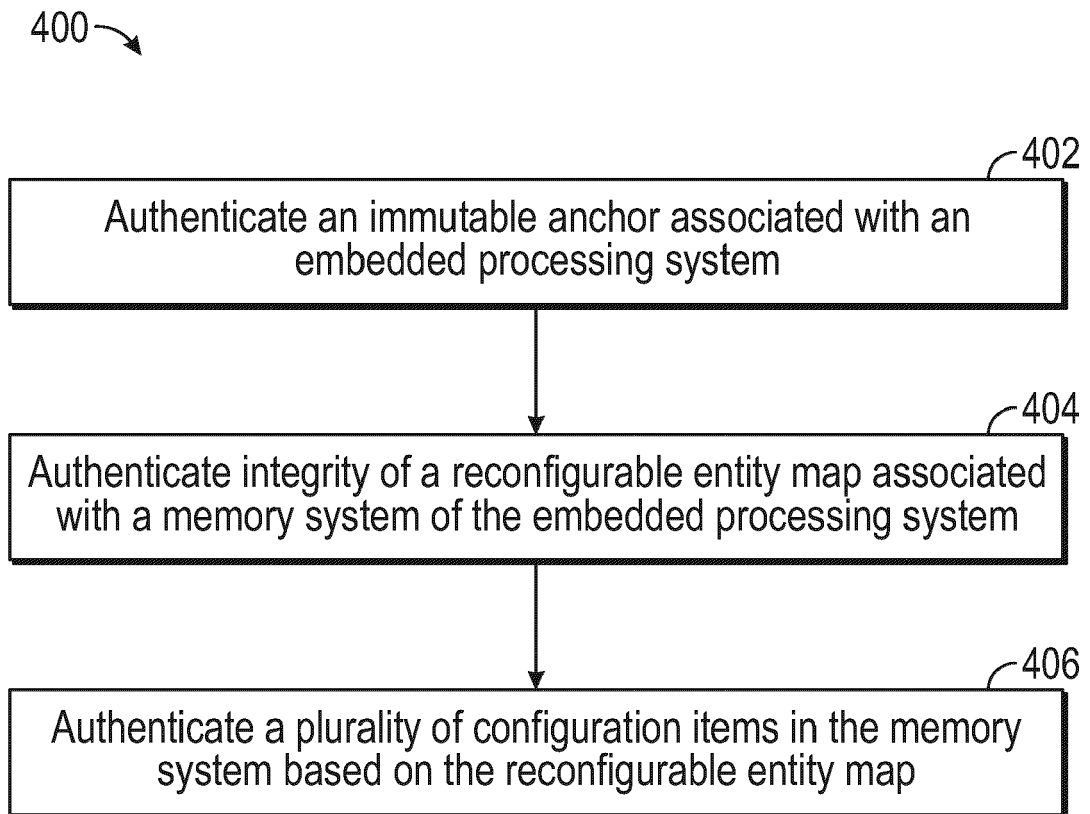 400
402
Authenticate an immutable anchor associated with an
embedded processing system
404
Authenticate integrity of a reconfigurable entity map associated
with a memory system of the embedded processing system
406
Authenticate a plurality of configuration items in the memory
system based on the reconfigurable entity map